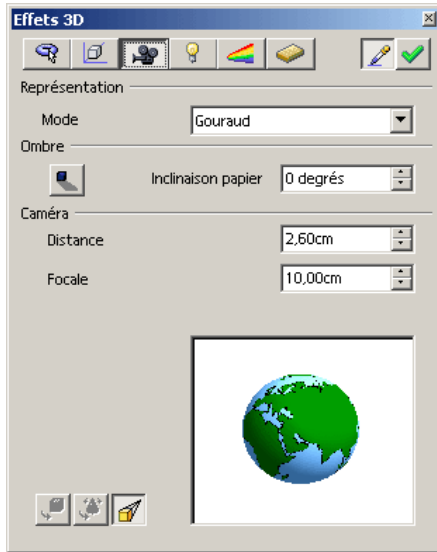 Effets 3D
Représentation
Mode Gouraud
Ombre
Inclinaison papier 0 degrés
Caméra
Distance 2,60cm
Focale 10,00cm